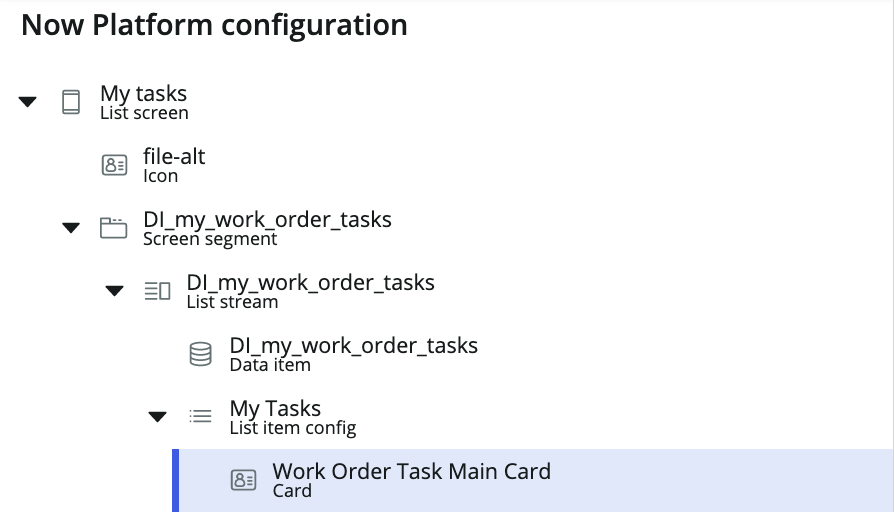 Now Platform configuration
My tasks
List screen
file-alt
Icon
DI_my_work_order_tasks
Screen segment
DI_my_work_order_tasks
List stream
DI_my_work_order_tasks
Data item
My Tasks
List item config
Work Order Task Main Card
Card